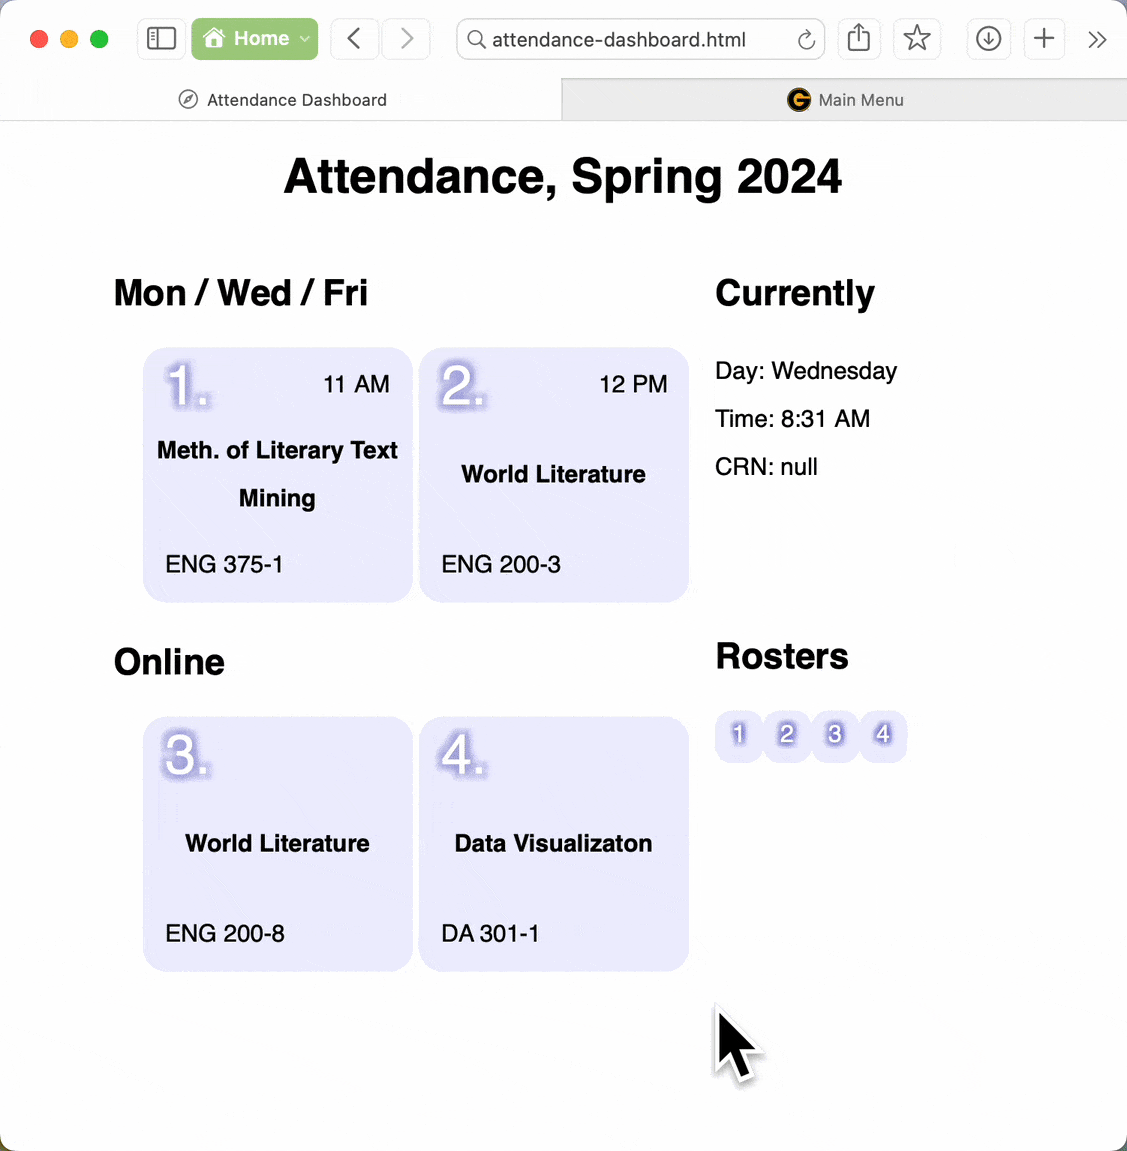 Home
attendance-dashboard.html
Attendance Dashboard
Main Menu
Attendance, Spring 2024
Mon / Wed / Fri
1.
11 AM
Meth. of Literary Text
Mining
ENG 375-1
2.
12 PM
World Literature
ENG 200-3
Currently
Day: Wednesday
Time: 8:31 AM
CRN: null
Online
3.
World Literature
ENG 200-8
4.
Data Visualizaton
DA 301-1
Rosters
1 2 3 4